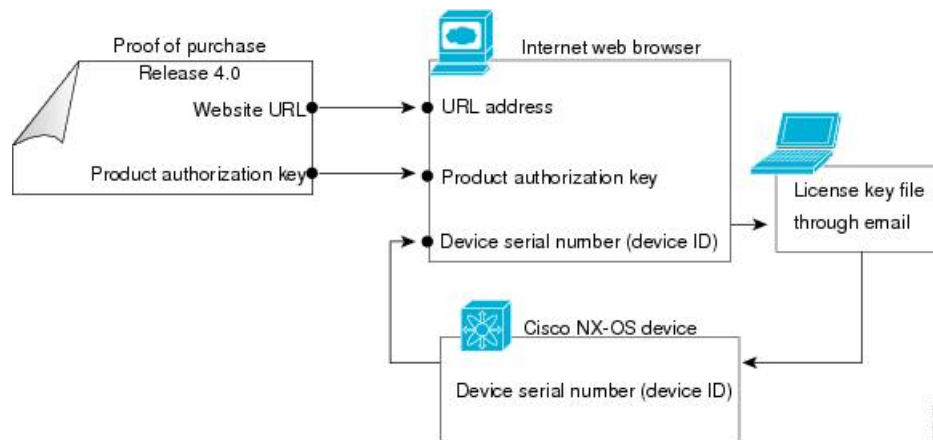 Proof of purchase
Release 4.0
Website URL
Product authorization key
Internet web browser
URL address
Product authorization key
Device serial number (device ID)
License key file
through email
Cisco NX-OS device
Device serial number (device ID)